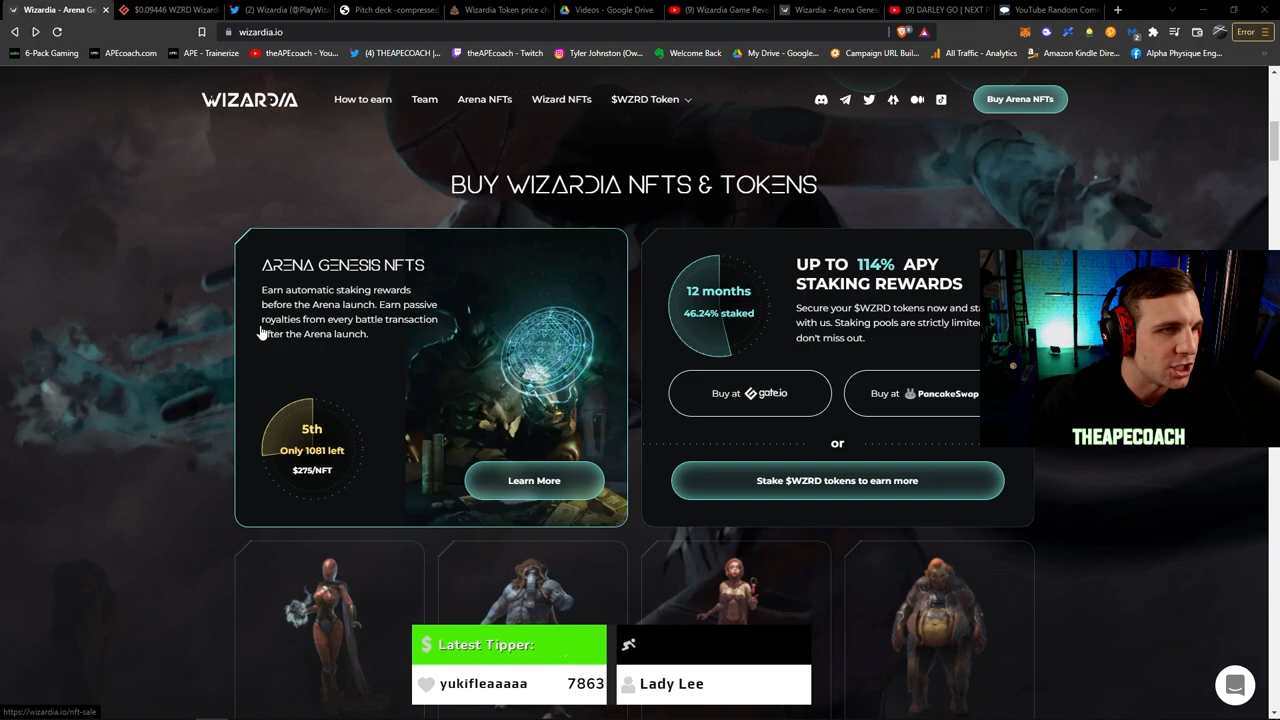 Wizardia - Arena Ge
$0.09446 WZRD Wizardi
(2) Wizardia (@PlayWiz
Pitch deck -compressed
Wizardia Token price ch
Videos - Google Drive
(9) Wizardia Game Reve
Wizardia - Arena Genes
(9) DARLEY GO | NEXT P
YouTube Random Com
wizardia.io
Error
6-Pack Gaming
APEcoach.com
APE - Trainerize
theAPEcoach - You...
(4) THEAPECOACH |...
theAPEcoach - Twitch
Tyler Johnston (Ow...
Welcome Back
My Drive - Google...
Campaign URL Buil...
All Traffic - Analytics
Amazon Kindle Dire...
Alpha Physique Eng...
WIZARDIA
How to earn
Team
Arena NFTs
Wizard NFTs
$WZRD Token
Buy Arena NFTs
BUY WIZARDIA NFTS & TOKENS
ARENA GENESIS NFTS
Earn automatic staking rewards
before the Arena launch. Earn passive
royalties from every battle transaction
after the Arena launch.
5th
Only 1081 left
$275/NFT
Learn More
12 months
46.24% staked
UP TO 114% APY
STAKING REWARDS
Secure your $WZRD tokens now and sta
with us. Staking pools are strictly limite
don't miss out.
Buy at gate.io
Buy at PancakeSwap
or
Stake $WZRD tokens to earn more
THEAPECOACH
$ Latest Tipper:
yukifleaaaaa 7863
Lady Lee
https://wizardia.io/nft-sale